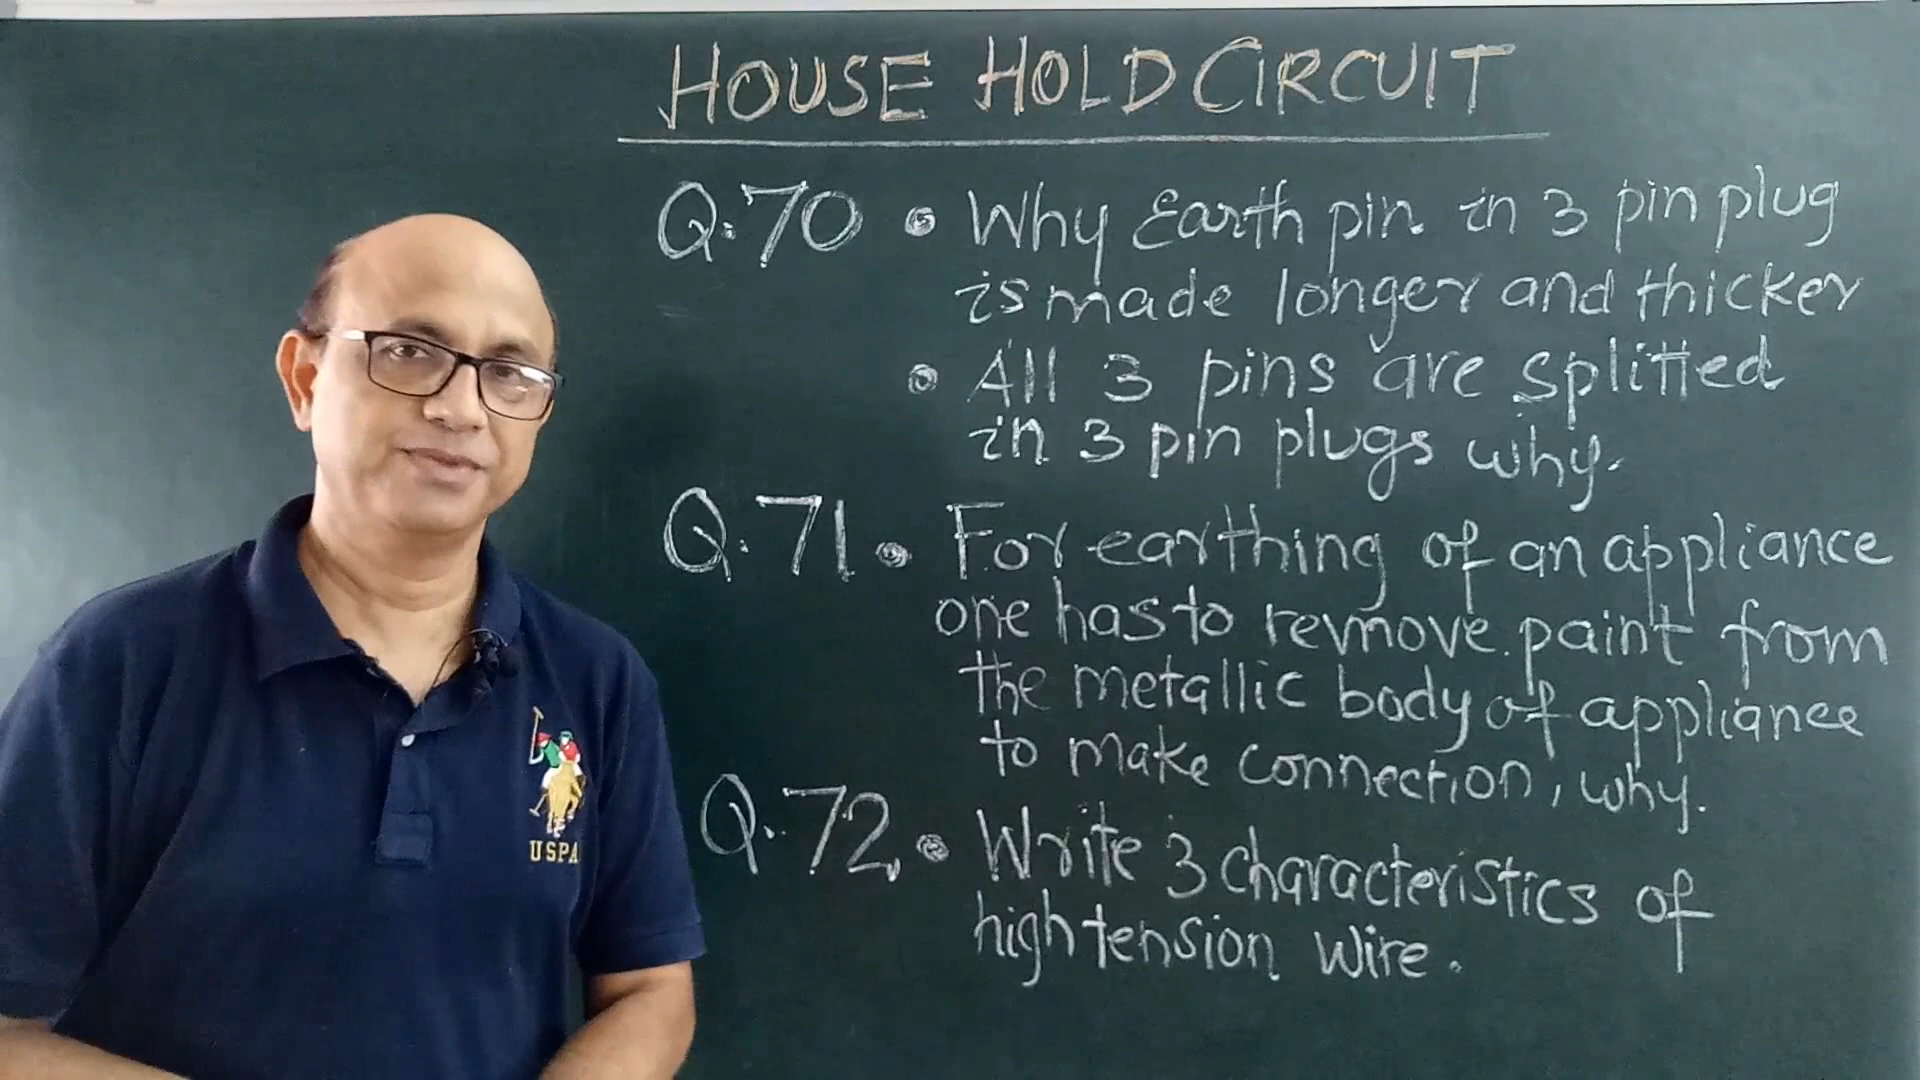 HOUSE HOLD CIRCUIT
Q.70 • Why Earth pin in 3 pin plug
is made longer and thicker
• All 3 pins are splitted
in 3 pin plugs why.
Q.71 • For earthing of an appliance
one has to revmove paint from
the metallic body of appliance
to make connection, why.
Q.72. • Write 3 characteristics of
high tension wire.
USPA